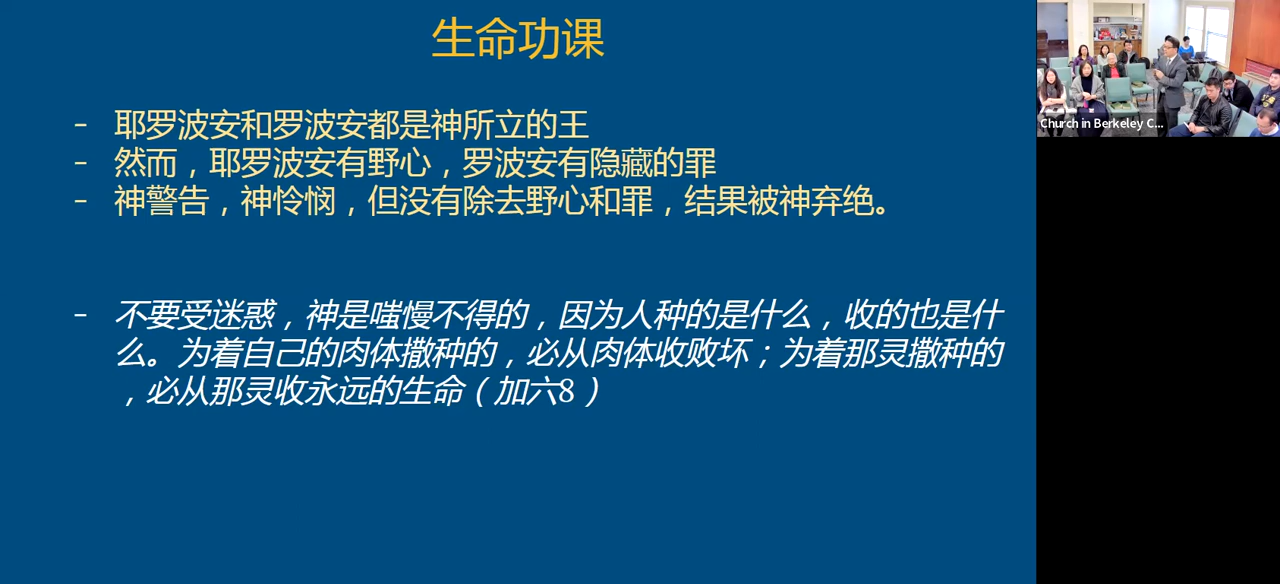 生命功课
- 耶罗波安和罗波安都是神所立的王
- 然而，耶罗波安有野心，罗波安有隐藏的罪
- 神警告，神怜悯，但没有除去野心和罪，结果被神弃绝。
- 不要受迷惑，神是嗤慢不得的，因为人种的是什么，收的也是什
么。为着自己的肉体撒种的，必从肉体收败坏；为着那灵撒种的
，必从那灵收永远的生命（加六8）
Church in Berkeley C...